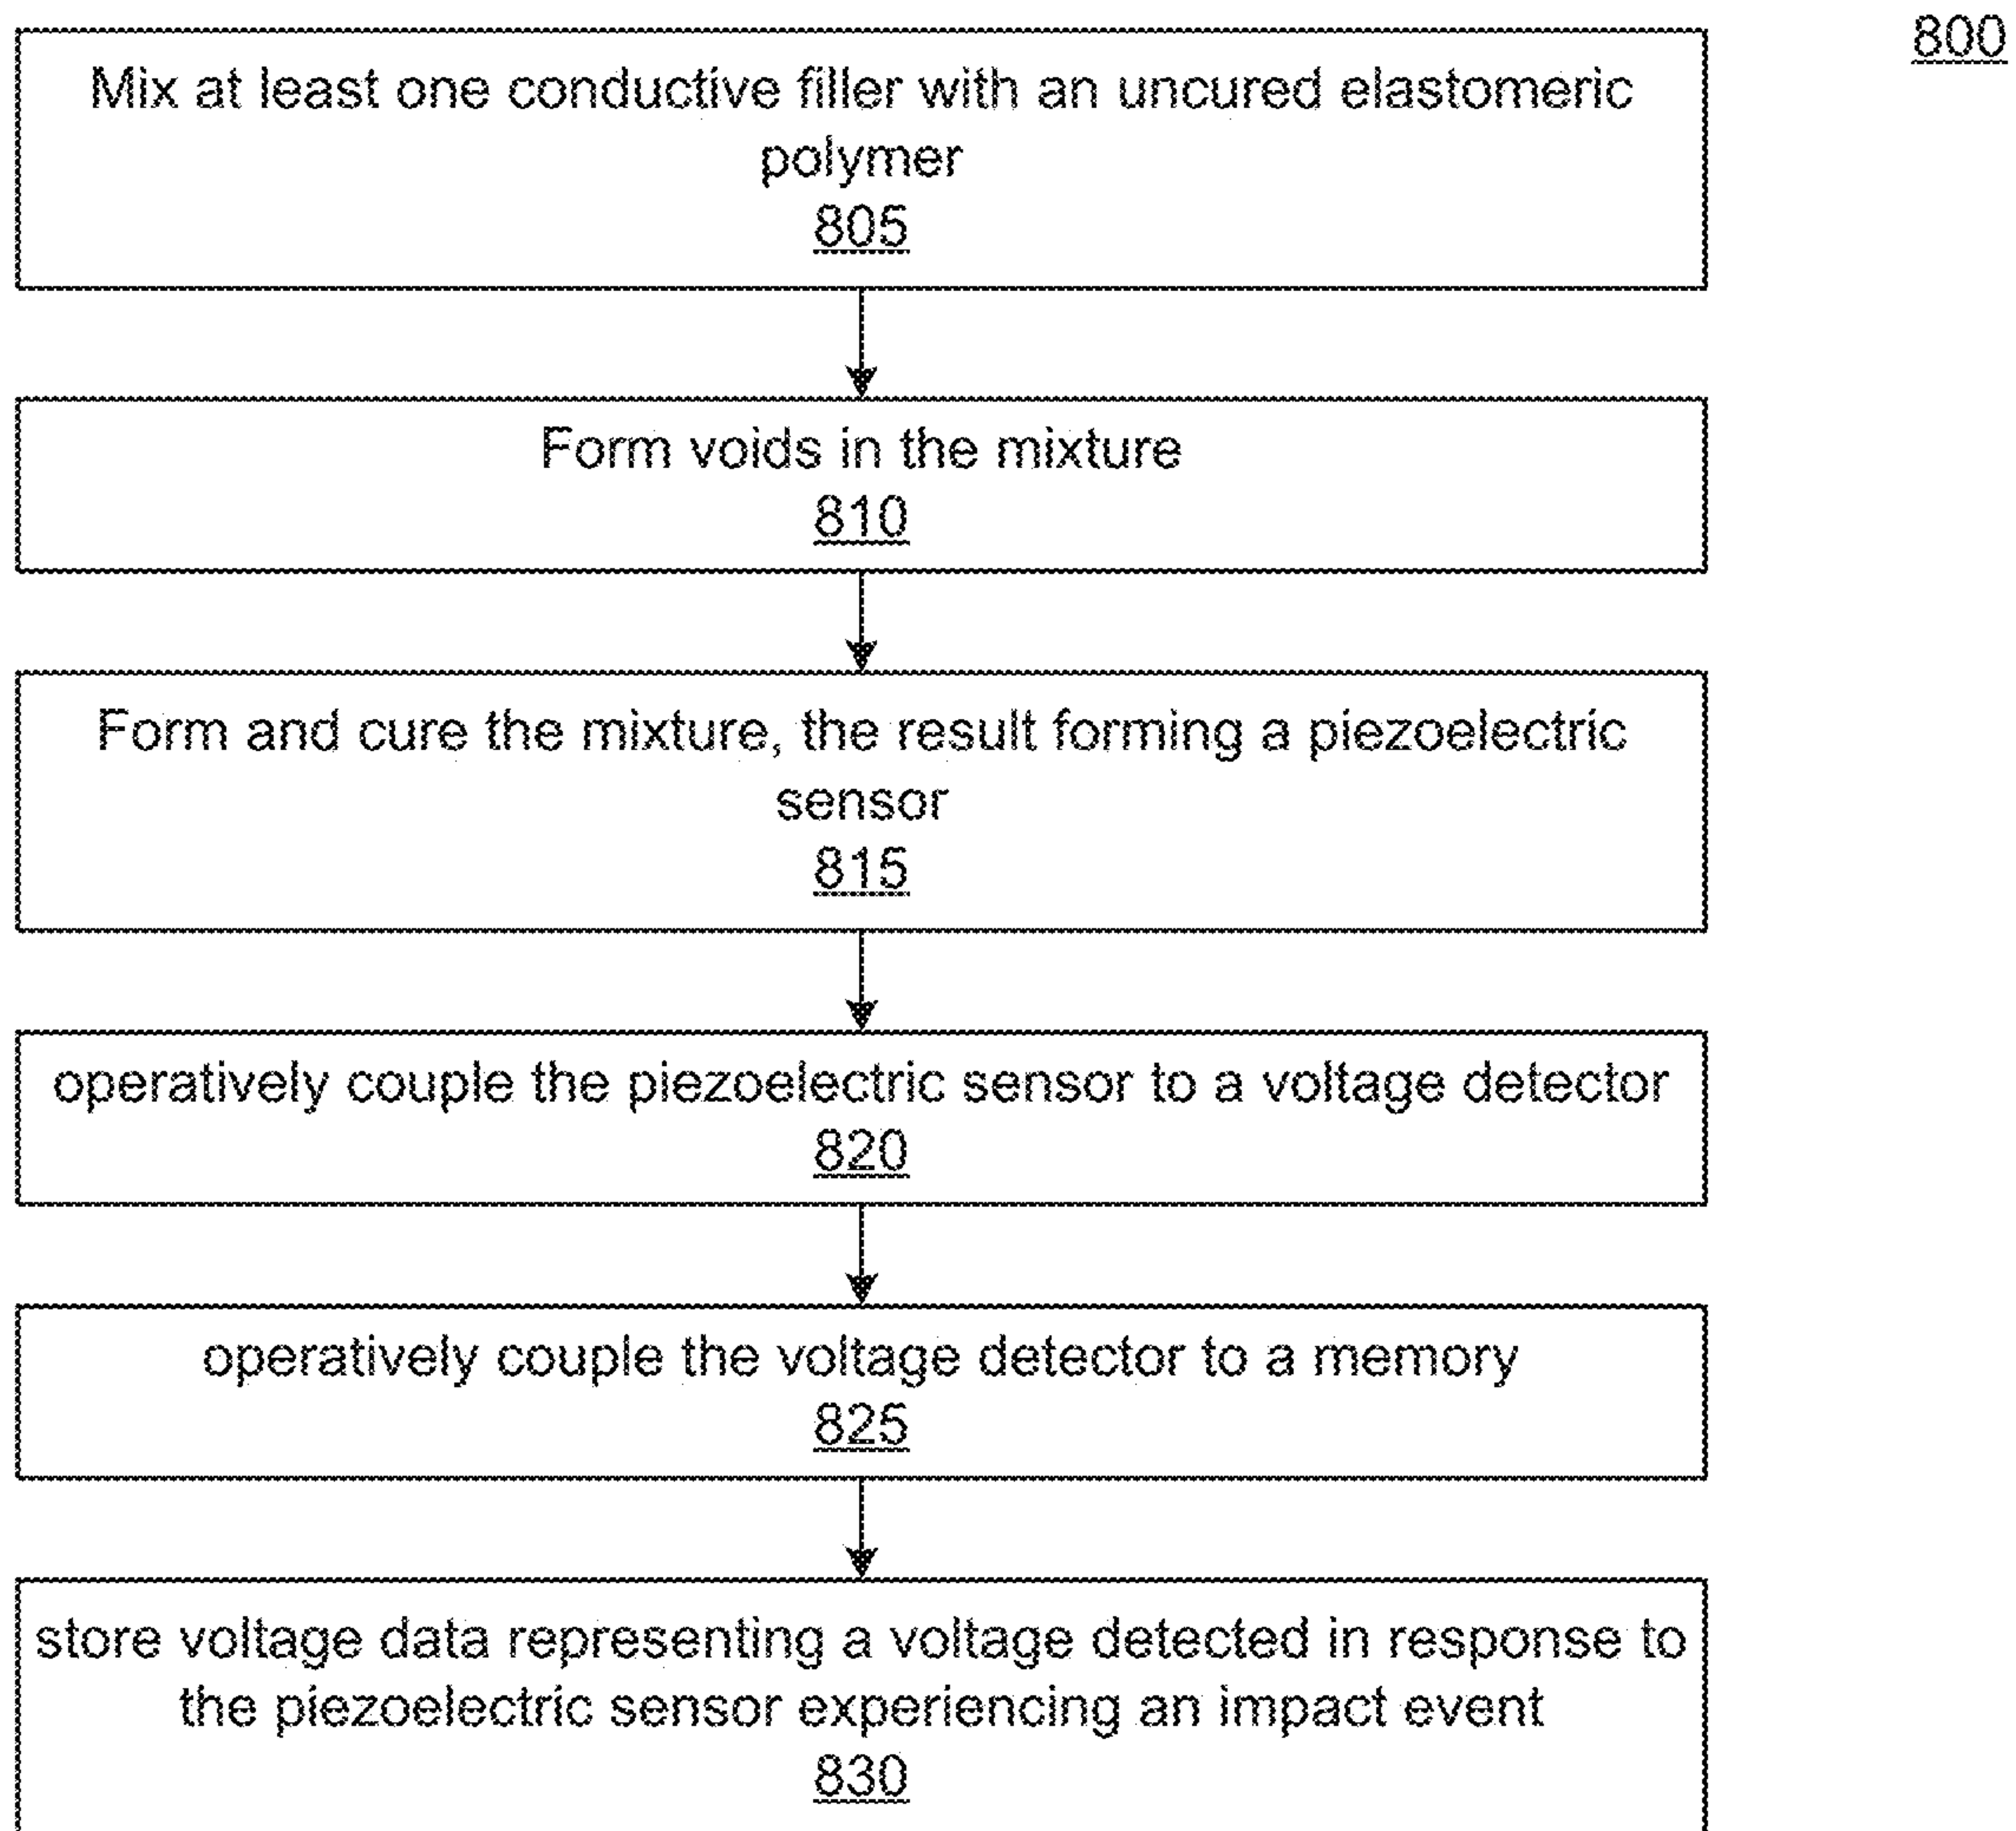 800
Mix at least one conductive filler with an uncured elastomeric
polymer
805
Form voids in the mixture
810
Form and cure the mixture, the result forming a piezoelectric
sensor
815
operatively couple the piezoelectric sensor to a voltage detector
820
operatively couple the voltage detector to a memory
825
store voltage data representing a voltage detected in response to
the piezoelectric sensor experiencing an impact event
830